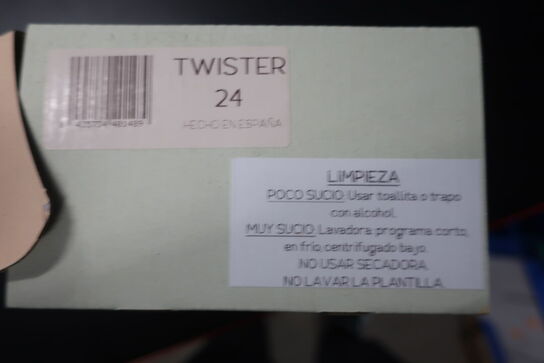 TWISTER
24
HECHO EN ESPAÑA
LIMPIEZA
POCO SUCIO: Usar toallita o trapo
con alcohol.
MUY SUCIO: Lavadora: programa corto,
en frío, centrifugado bajo.
NO USAR SECADORA.
NO LAVAR LA PLANTILLA